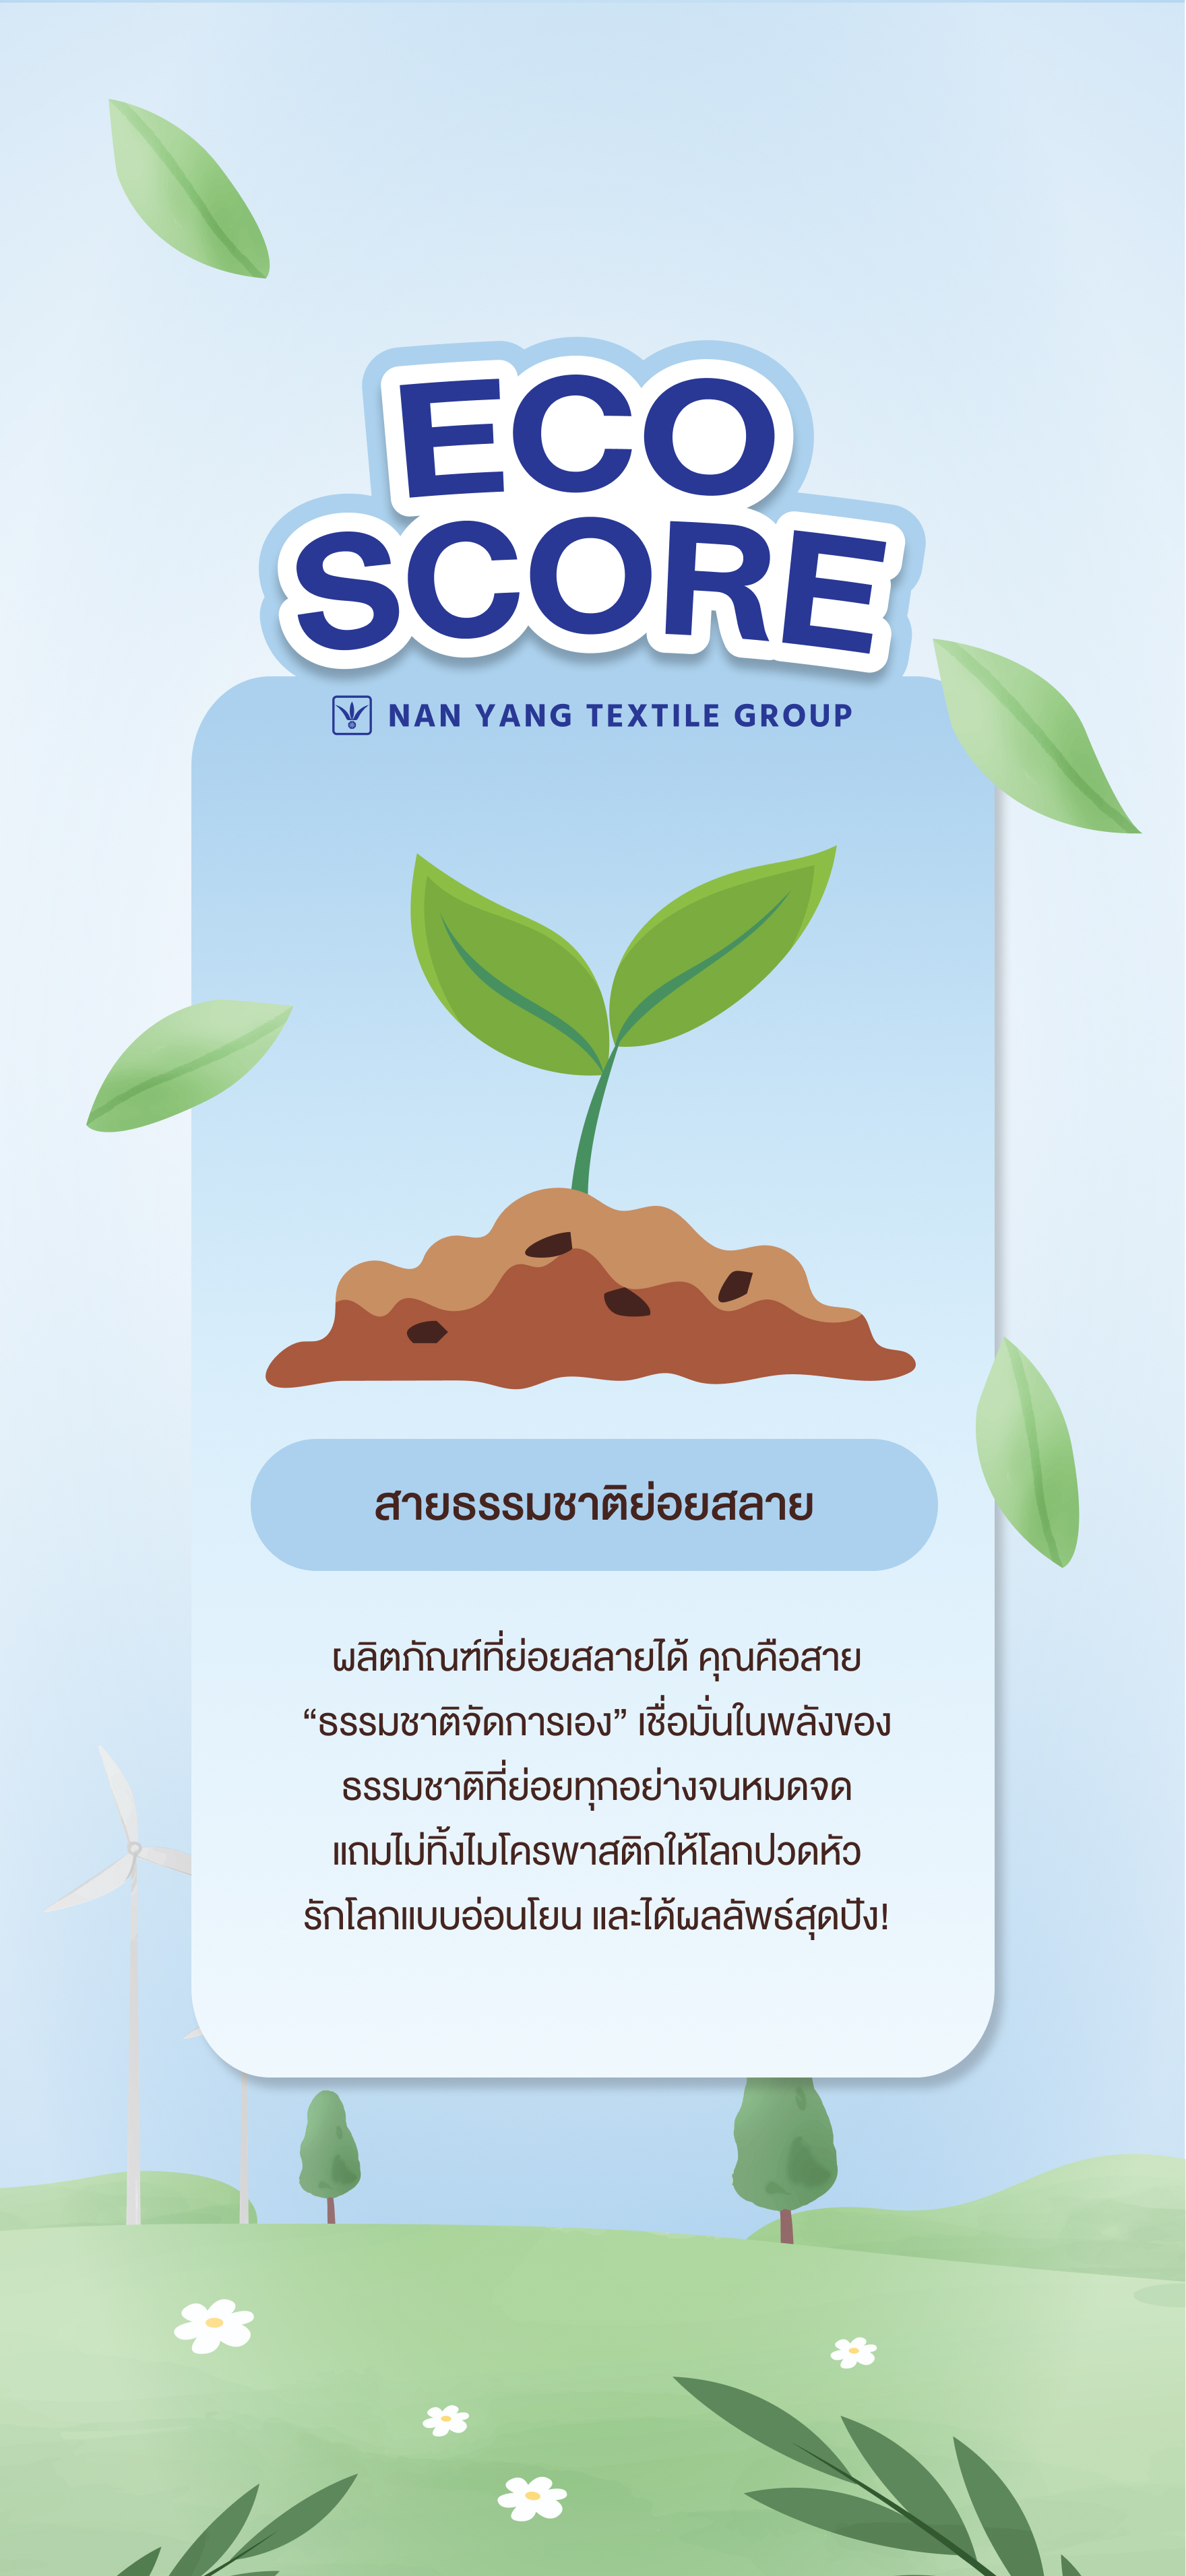 ECO
SCORE
NAN YANG TEXTILE GROUP
สายธรรมชาติย่อยสลาย
ผลิตภัณฑ์ที่ย่อยสลายได้ คุณคือสาย
“ธรรมชาติจัดการเอง” เชื่อมั่นในพลังของ
ธรรมชาติที่ย่อยทุกอย่างจนหมดจด
แถมไม่ทิ้งไมโครพาสติกให้โลกปวดหัว
รักโลกแบบอ่อนโยน และได้ผลลัพธ์สุดปัง!